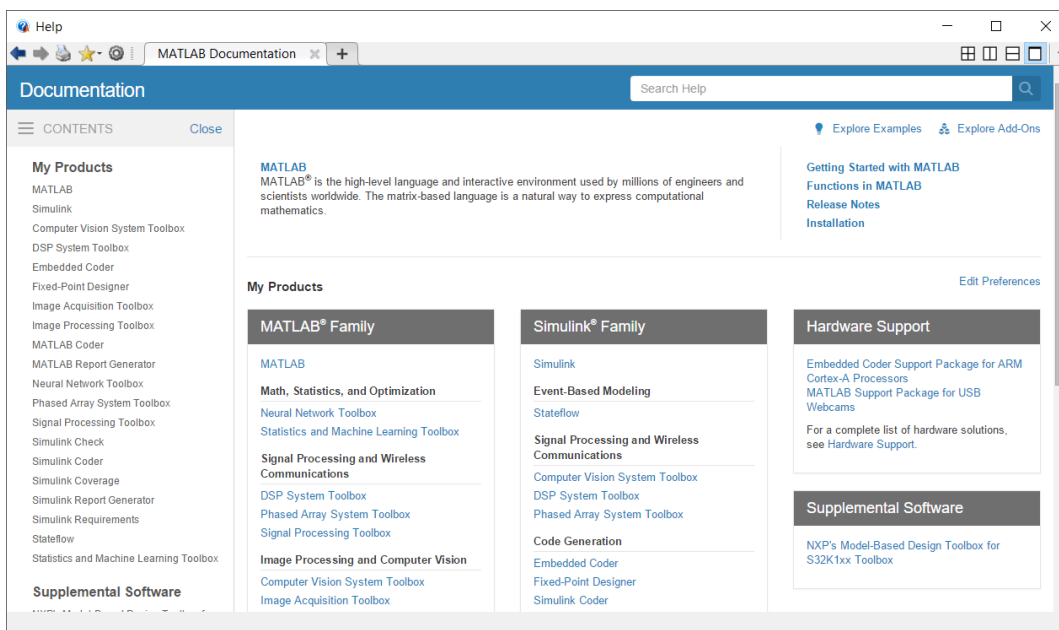 Help
MATLAB Documentation
Documentation
Search Help
CONTENTS
Close
My Products
MATLAB
Simulink
Computer Vision System Toolbox
DSP System Toolbox
Embedded Coder
Fixed-Point Designer
Image Acquisition Toolbox
Image Processing Toolbox
MATLAB Coder
MATLAB Report Generator
Neural Network Toolbox
Phased Array System Toolbox
Signal Processing Toolbox
Simulink Check
Simulink Coder
Simulink Coverage
Simulink Report Generator
Simulink Requirements
Stateflow
Statistics and Machine Learning Toolbox
Supplemental Software
Explore Examples
Explore Add-Ons
MATLAB
MATLAB® is the high-level language and interactive environment used by millions of engineers and
scientists worldwide. The matrix-based language is a natural way to express computational
mathematics.
Getting Started with MATLAB
Functions in MATLAB
Release Notes
Installation
My Products
Edit Preferences
MATLAB® Family
MATLAB
Math, Statistics, and Optimization
Neural Network Toolbox
Statistics and Machine Learning Toolbox
Signal Processing and Wireless
Communications
DSP System Toolbox
Phased Array System Toolbox
Signal Processing Toolbox
Image Processing and Computer Vision
Computer Vision System Toolbox
Image Acquisition Toolbox
Simulink® Family
Simulink
Event-Based Modeling
Stateflow
Signal Processing and Wireless
Communications
Computer Vision System Toolbox
DSP System Toolbox
Phased Array System Toolbox
Code Generation
Embedded Coder
Fixed-Point Designer
Simulink Coder
Hardware Support
Embedded Coder Support Package for ARM
Cortex-A Processors
MATLAB Support Package for USB
Webcams
For a complete list of hardware solutions,
see Hardware Support.
Supplemental Software
NXP's Model-Based Design Toolbox for
S32K1xx Toolbox